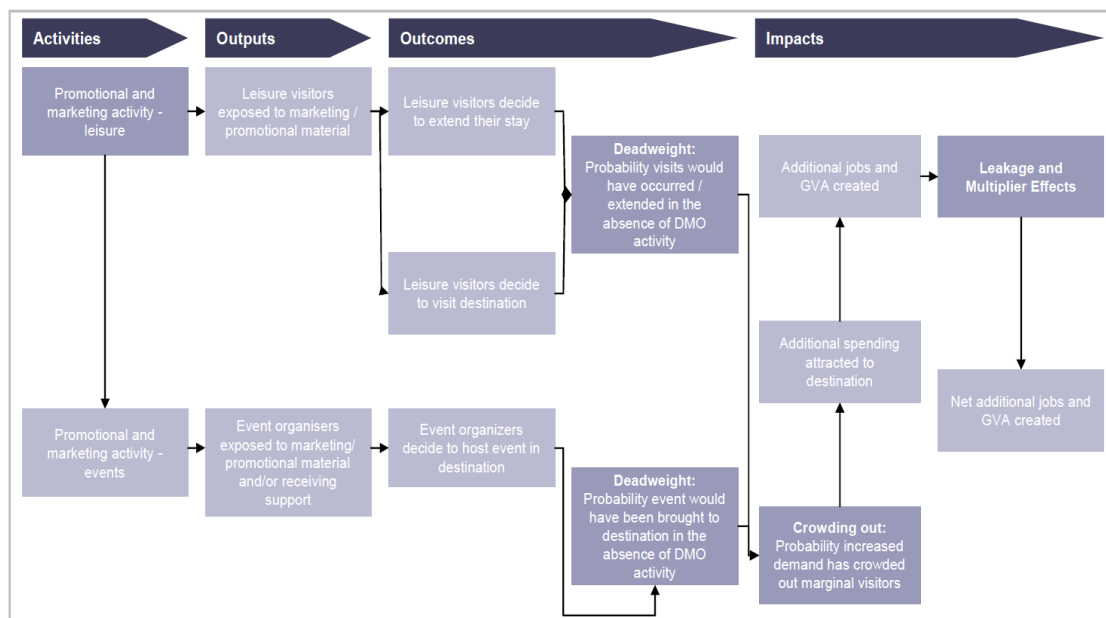 Activities
Outputs
Outcomes
Impacts
Promotional and
marketing activity -
leisure
Leisure visitors
exposed to marketing /
promotional material
Leisure visitors decide
to extend their stay
Deadweight:
Probability visits would
have occurred /
extended in the
absence of DMO
activity
Additional jobs and
GVA created
Leakage and
Multiplier Effects
Leisure visitors decide
to visit destination
Additional spending
attracted to
destination
Net additional jobs and
GVA created
Promotional and
marketing activity -
events
Event organisers
exposed to marketing/
promotional material
and/or receiving
support
Event organizers
decide to host event in
destination
Deadweight:
Probability event would
have been brought to
destination in the
absence of DMO
activity
Crowding out:
Probability increased
demand has crowded
out marginal visitors